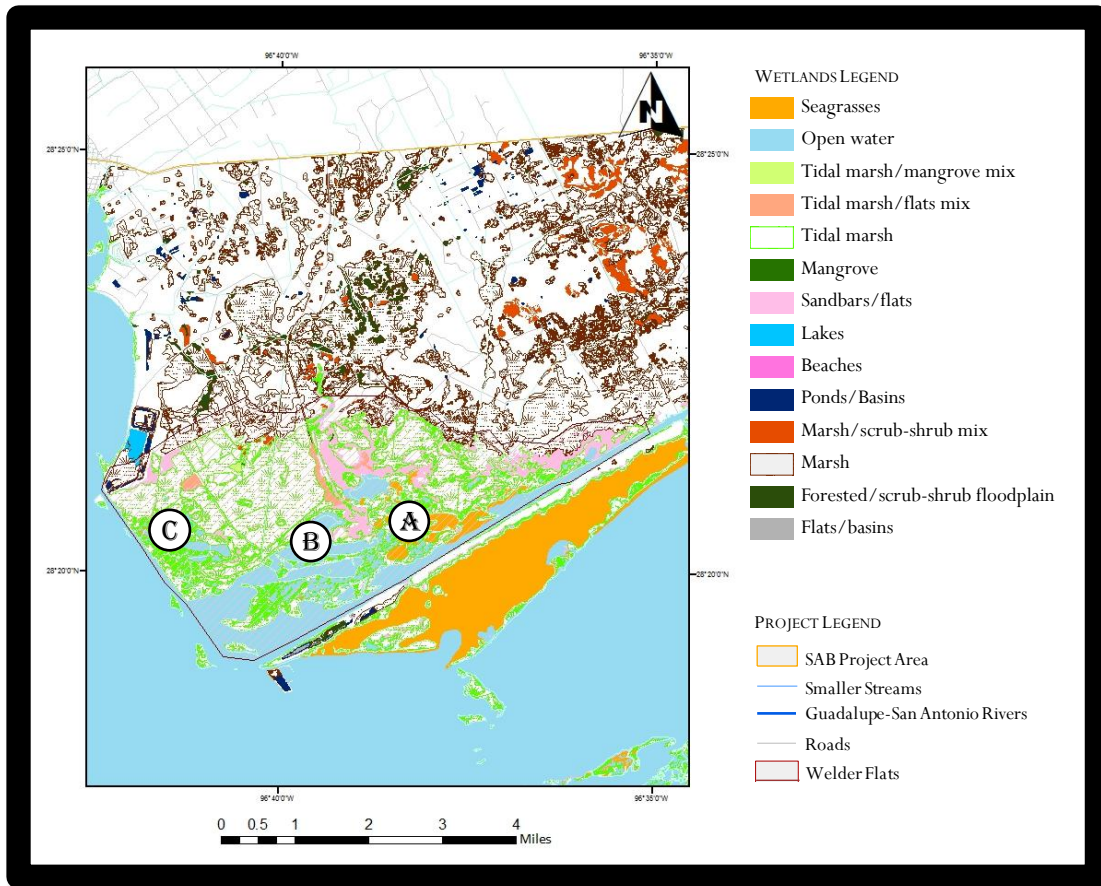 96°40'0"W
96°35'0"W
N
28°25'0"N
28°25'0"N
A
B
C
28°20'0"N
28°20'0"N
96°40'0"W
96°35'0"W
0 0.5 1 2 3 4
Miles
WETLANDS LEGEND
Seagrasses
Open water
Tidal marsh/mangrove mix
Tidal marsh/flats mix
Tidal marsh
Mangrove
Sandbars/flats
Lakes
Beaches
Ponds/Basins
Marsh/scrub-shrub mix
Marsh
Forested/scrub-shrub floodplain
Flats/basins
PROJECT LEGEND
SAB Project Area
Smaller Streams
Guadalupe-San Antonio Rivers
Roads
Welder Flats